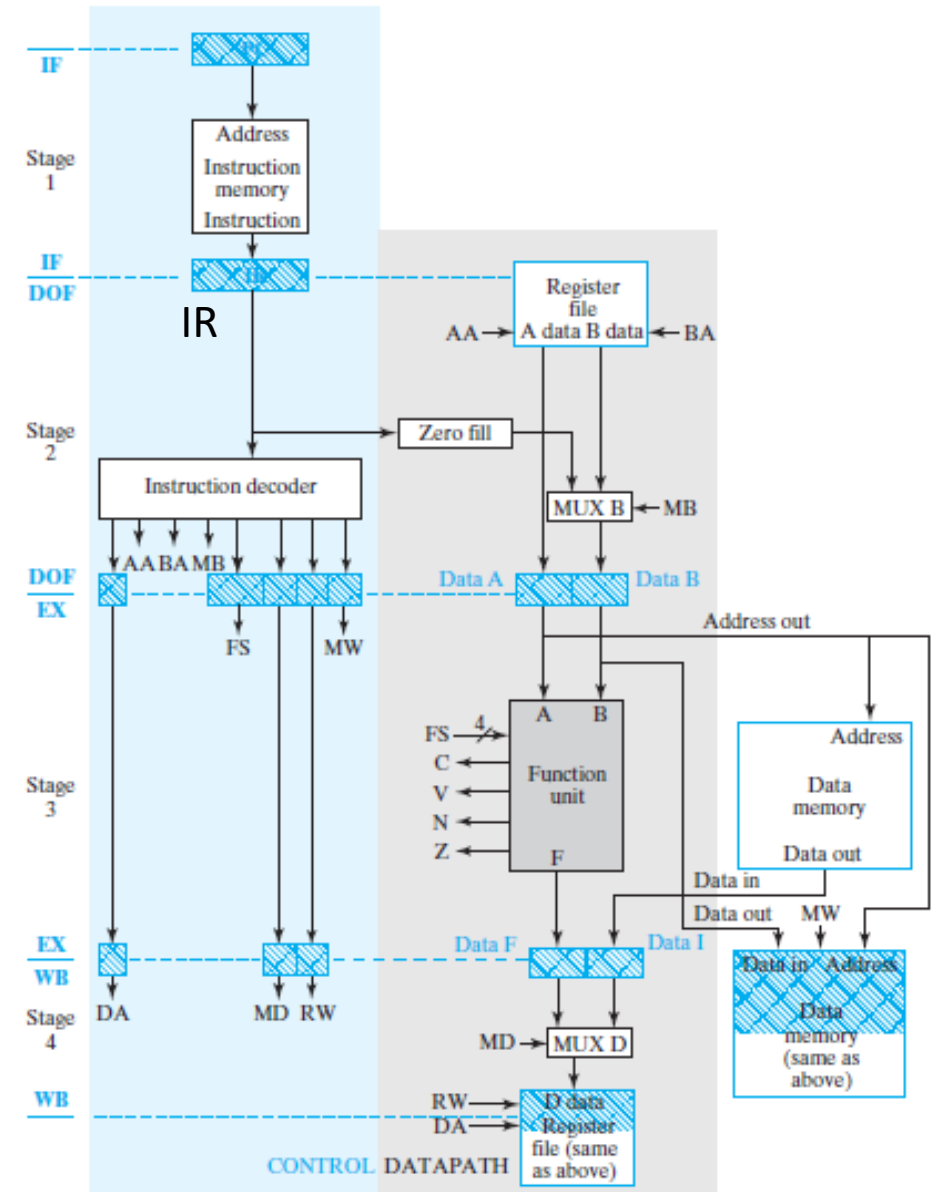 PC
IF
Address
Instruction
memory
Instruction
Stage
1
IF
DOF
IR
IR
Register
file
A data B data
AA
BA
Stage
2
Zero fill
Instruction decoder
MUX B
MB
AA BA MB
DOF
EX
Data A
Data B
FS
MW
Address out
A
B
FS
4
C
V
N
Z
Function
unit
F
Address
Data
memory
Data out
Stage
3
Data in
Data out
MW
EX
WB
Data F
Data I
Data in
Address
Data
memory
(same as
above)
Stage
4
DA
MD
RW
MD
MUX D
WB
RW
DA
D data
Register
file (same
as above)
CONTROL
DATAPATH